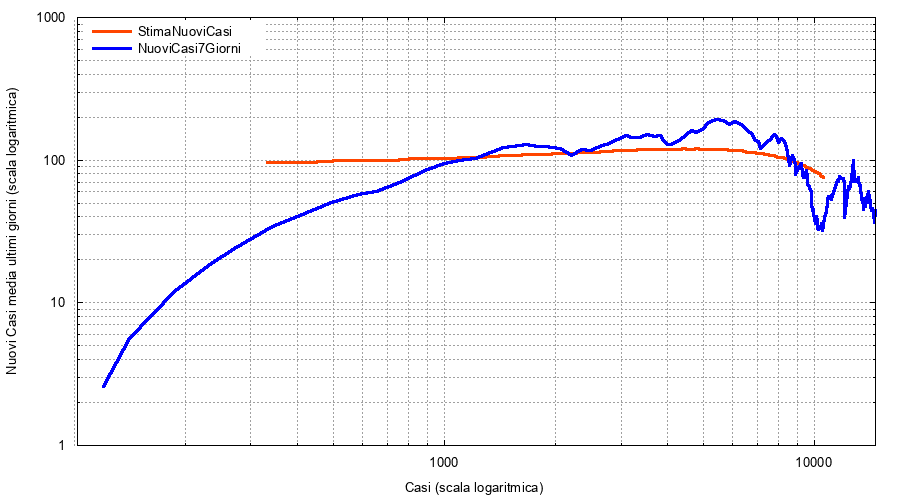 1000
StimaNuoviCasi
NuoviCasi7Giorni
100
10
1
Nuovi Casi media ultimi giorni (scala logaritmica)
1000
10000
Casi (scala logaritmica)